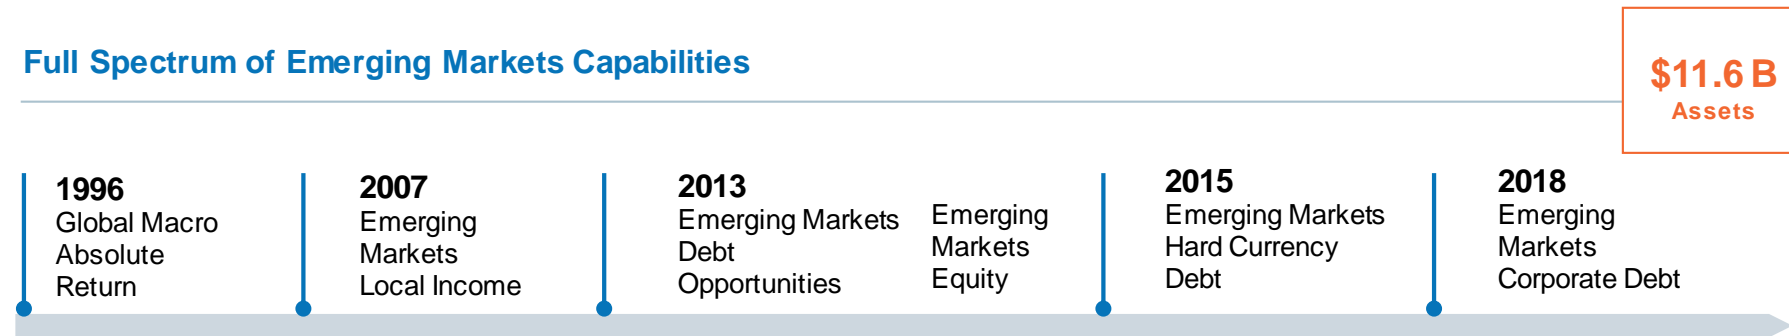 Full Spectrum of Emerging Markets Capabilities
$11.6 B
Assets
1996
Global Macro
Absolute
Return
2007
Emerging
Markets
Local Income
2013
Emerging Markets
Debt
Opportunities
Emerging
Markets
Equity
2015
Emerging Markets
Hard Currency
Debt
2018
Emerging
Markets
Corporate Debt